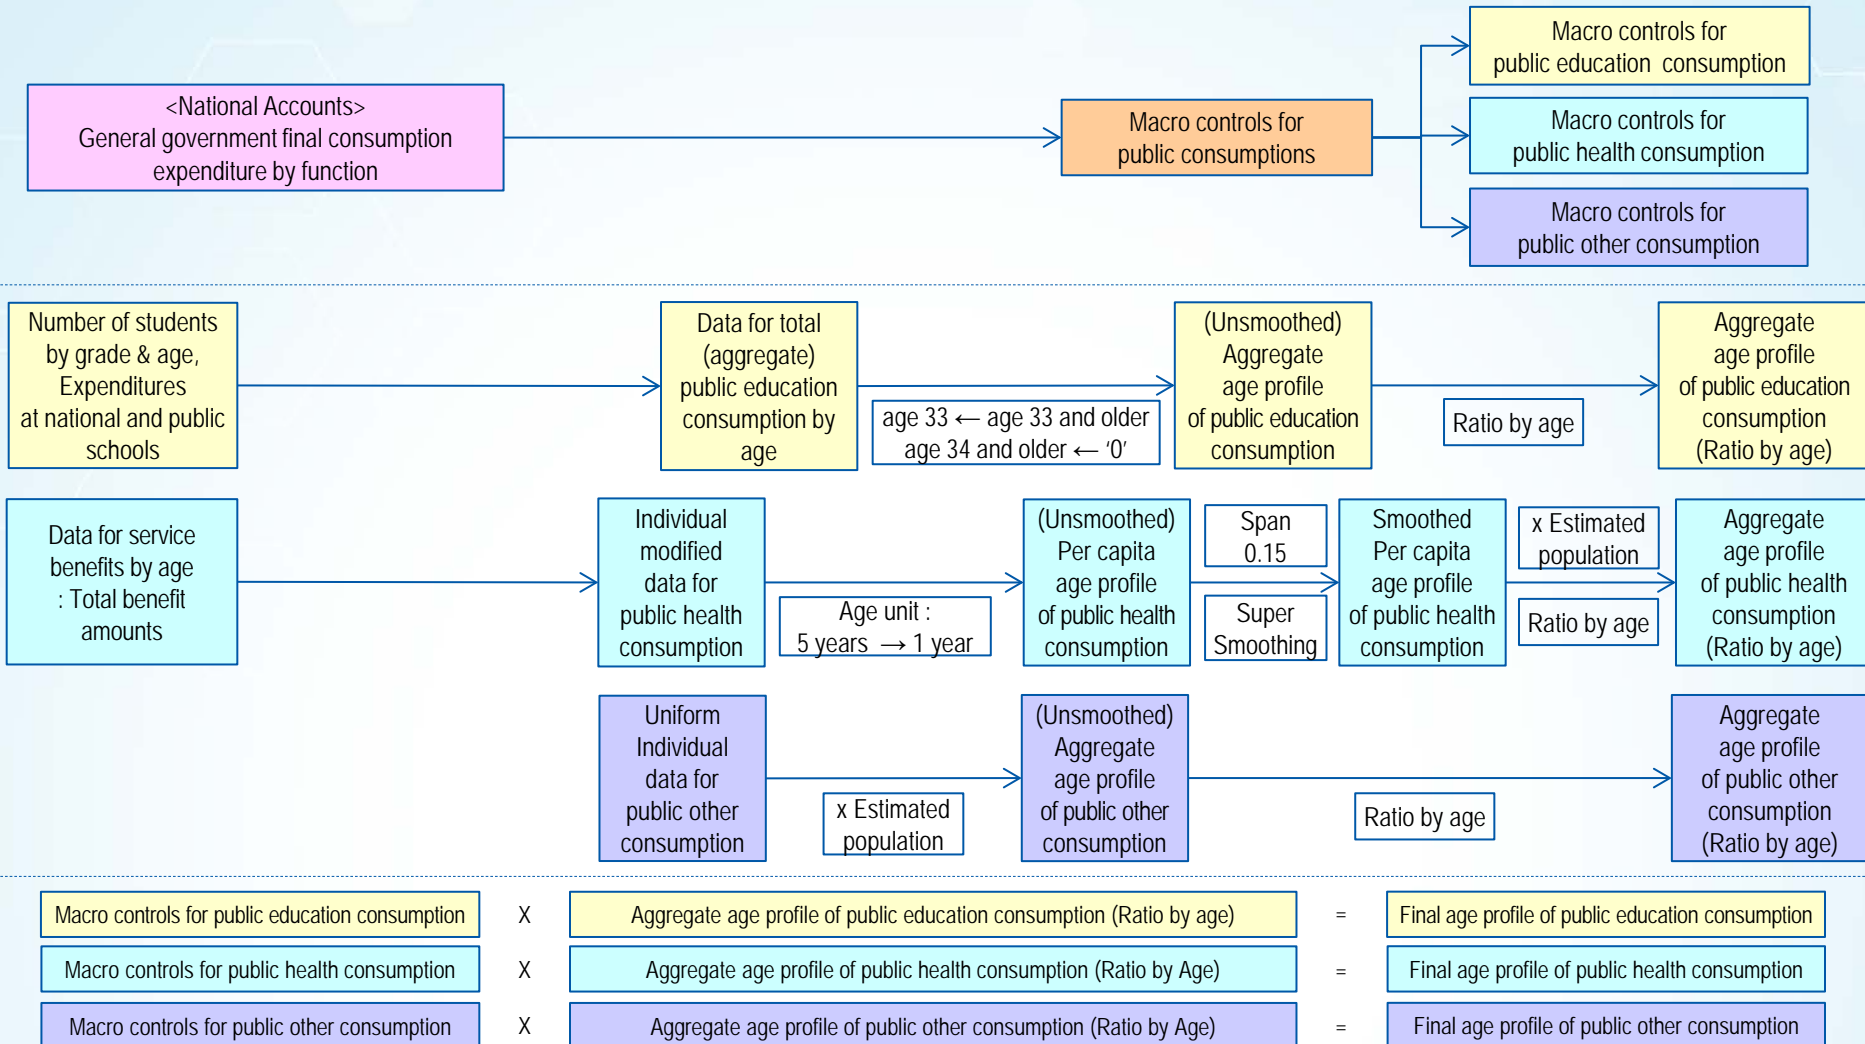 <National Accounts>
General government final consumption
expenditure by function
Macro controls for
public consumptions
Macro controls for
public education consumption
Macro controls for
public health consumption
Macro controls for
public other consumption
Number of students
by grade & age,
Expenditures
at national and public
schools
Data for total
(aggregate)
public education
consumption by
age
age 33 ← age 33 and older
age 34 and older ← ‘0’
(Unsmoothed)
Aggregate
age profile
of public education
consumption
Ratio by age
Aggregate
age profile
of public education
consumption
(Ratio by age)
Data for service
benefits by age
: Total benefit
amounts
Individual
modified
data for
public health
consumption
Age unit :
5 years → 1 year
(Unsmoothed)
Per capita
age profile
of public health
consumption
Span
0.15
Super
Smoothing
Smoothed
Per capita
age profile
of public health
consumption
x Estimated
population
Ratio by age
Aggregate
age profile
of public health
consumption
(Ratio by age)
Uniform
Individual
data for
public other
consumption
x Estimated
population
(Unsmoothed)
Aggregate
age profile
of public other
consumption
Ratio by age
Aggregate
age profile
of public other
consumption
(Ratio by age)
Macro controls for public education consumption X Aggregate age profile of public education consumption (Ratio by age) = Final age profile of public education consumption
Macro controls for public health consumption X Aggregate age profile of public health consumption (Ratio by Age) = Final age profile of public health consumption
Macro controls for public other consumption X Aggregate age profile of public other consumption (Ratio by Age) = Final age profile of public other consumption